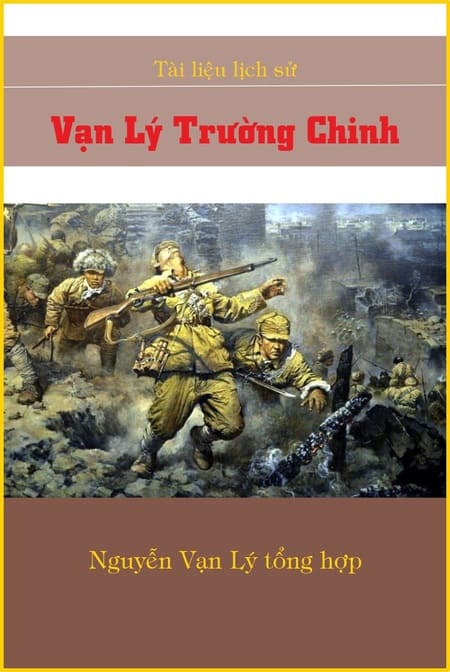 Tài liệu lịch sử
Vạn Lý Trường Chinh
Nguyễn Vạn Lý tổng hợp